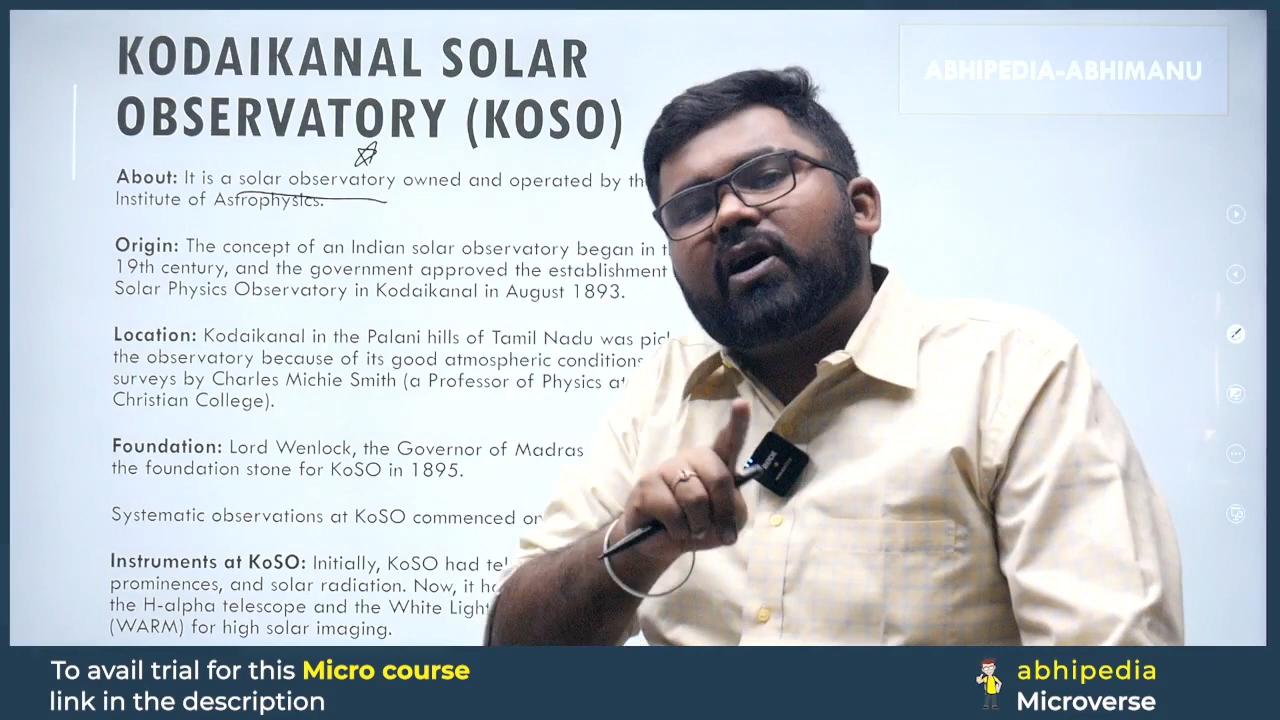 KODAIKANAL SOLAR
OBSERVATORY (KOSO)
ABHIPEDIA-ABHIMANU
About: It is a solar observatory owned and operated by
Institute of Astrophysics.
Origin: The concept of an Indian solar observatory began in
19th century, and the government approved the establishment
Solar Physics Observatory in Kodaikanal in August 1893.
Location: Kodaikanal in the Palani hills of Tamil Nadu was
the observatory because of its good atmospheric conditions
surveys by Charles Michie Smith (a Professor of Physics
Christian College).
Foundation: Lord Wenlock, the Governor of Madras
the foundation stone for KoSO in 1895.
Systematic observations at KoSO commenced
Instruments at KoSO: Initially, KoSO had
prominences, and solar radiation. Now, it
the H-alpha telescope and the White Light
(WARM) for high solar imaging.
To avail trial for this Micro course
link in the description
abhipedia
Microverse